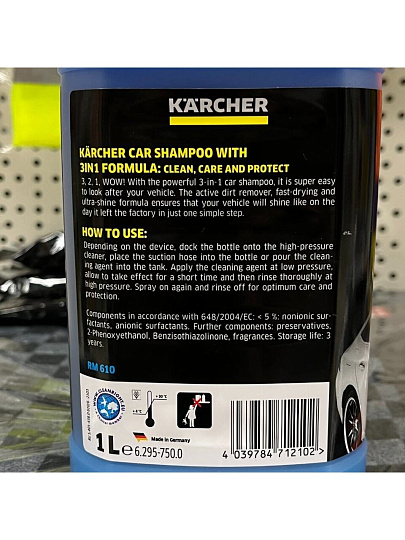 KÄRCHER
KÄRCHER CAR SHAMPOO WITH
3IN1 FORMULA: CLEAN, CARE AND PROTECT
3, 2, 1, WOW! With the powerful 3-in-1 car shampoo, it is super easy
to look after your vehicle. The active dirt remover, fast-drying and
ultra-shine formula ensures that your vehicle will shine like on the
day it left the factory in just one simple step.
HOW TO USE:
Depending on the device, dock the bottle onto the high-pressure
cleaner, place the suction hose into the bottle or pour the clean-
ing agent into the tank. Apply the cleaning agent at low pressure,
allow to take effect for a short time and then rinse thoroughly at
high pressure. Spray on again and rinse off for optimum care and
protection.
Components in accordance with 648/2004/EC: < 5 %: nonionic sur-
factants, anionic surfactants. Further components: preservatives,
2-Phenoxyethanol, Benzisothiazolinone, fragrances. Storage life: 3
years.
RM 610
WWW.CLEANRIGHT.EU
1 L e 6.295-750.0
Made in Germany
4 039784 712102 >